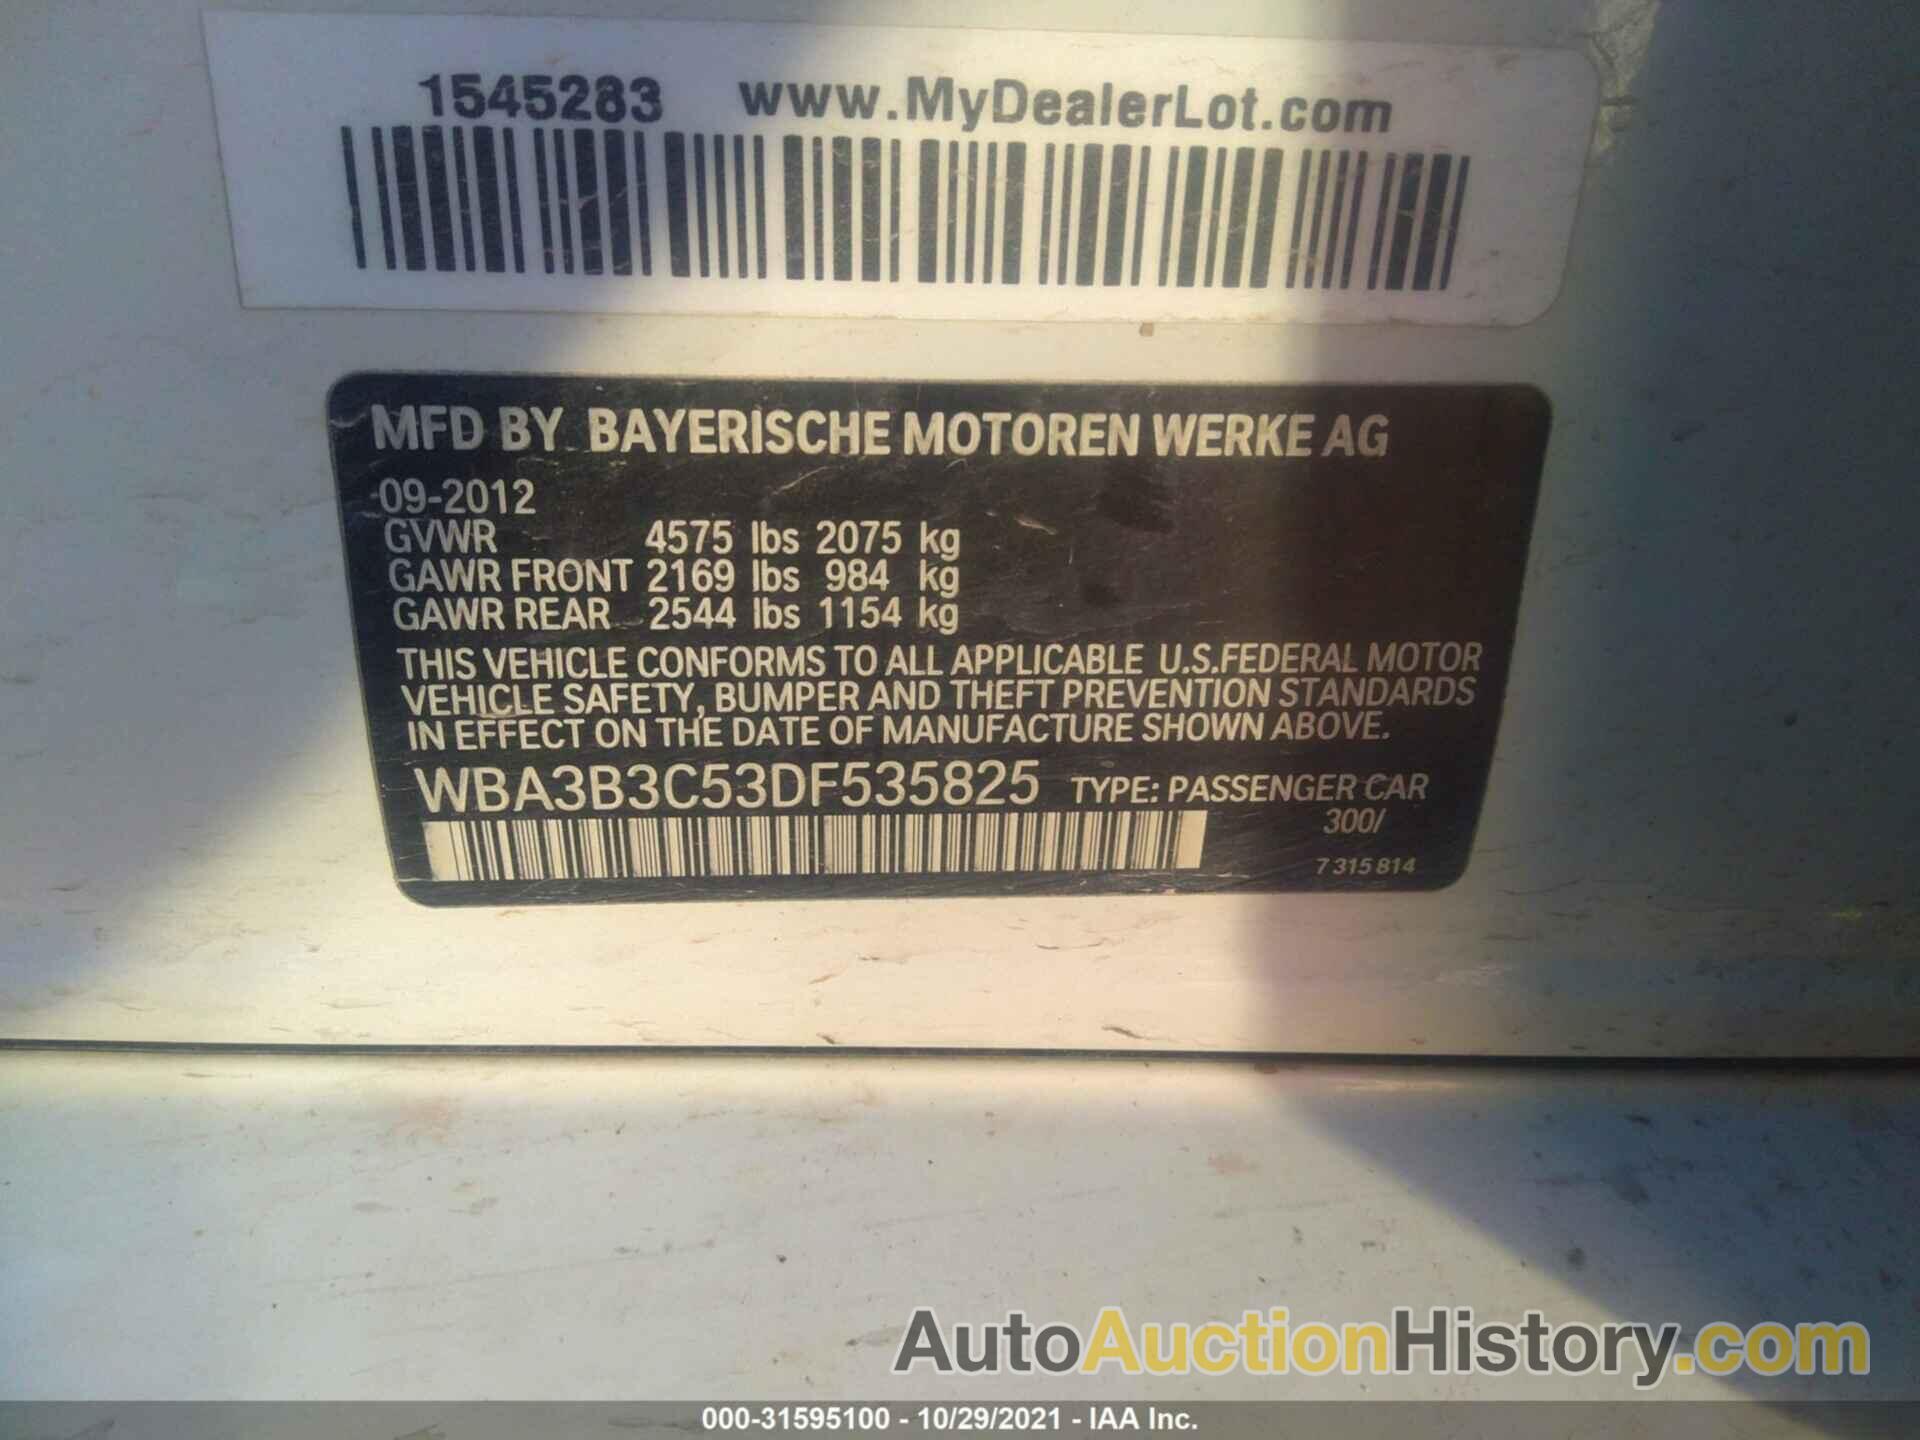 1545283 www.MyDealerLot.com
MFD BY BAYERISCHE MOTOREN WERKE AG
09-2012
GVWR 4575 lbs 2075 kg
GAWR FRONT 2169 lbs 984 kg
GAWR REAR 2544 lbs 1154 kg
THIS VEHICLE CONFORMS TO ALL APPLICABLE U.S.FEDERAL MOTOR
VEHICLE SAFETY, BUMPER AND THEFT PREVENTION STANDARDS
IN EFFECT ON THE DATE OF MANUFACTURE SHOWN ABOVE.
WBA3B3C53DF535825 TYPE: PASSENGER CAR
300/
7 315 814
AutoAuctionHistory.com
000-31595100 - 10/29/2021 - IAA Inc.